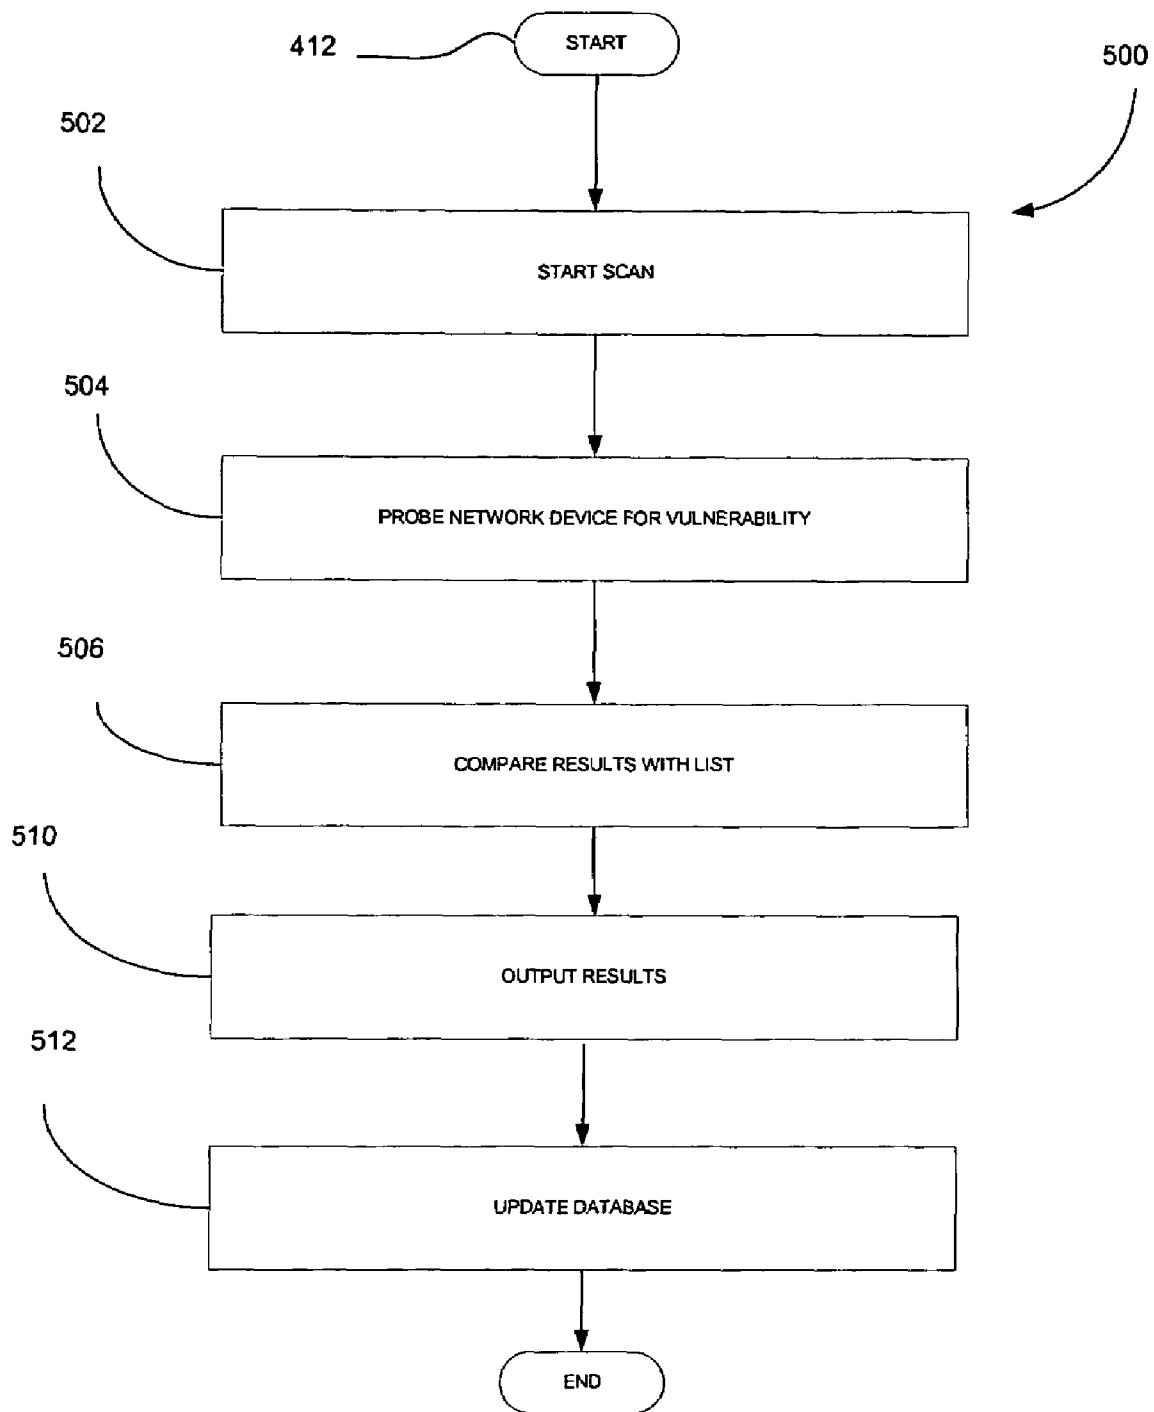 412
START
500
502
START SCAN
504
PROBE NETWORK DEVICE FOR VULNERABILITY
506
COMPARE RESULTS WITH LIST
510
OUTPUT RESULTS
512
UPDATE DATABASE
END